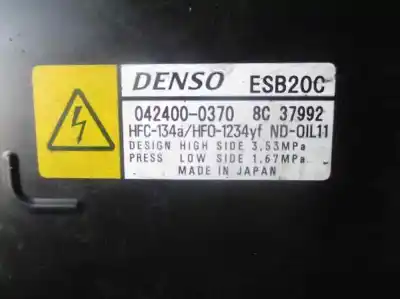 DENSO ESB20C
042400-0370 8C 37992
HFC-134a/HFO-1234yf ND-OIL11
DESIGN HIGH SIDE 3.53MPa
PRESS LOW SIDE 1.67MPa
MADE IN JAPAN